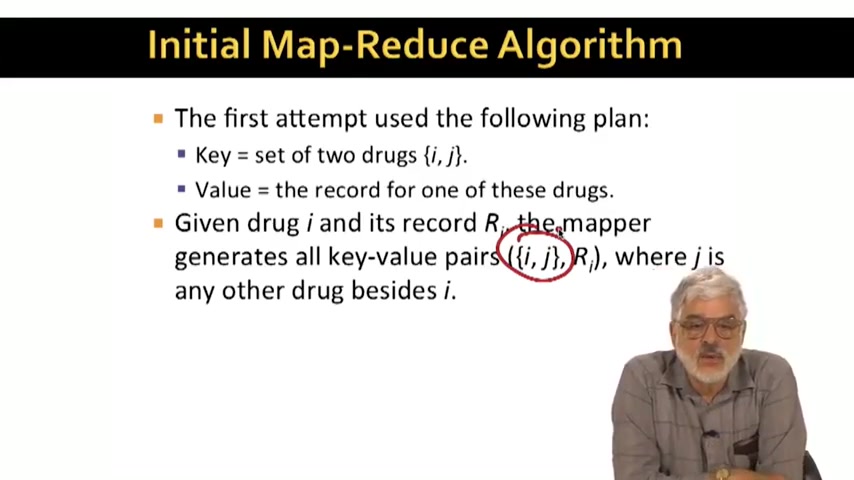 Initial Map-Reduce Algorithm
The first attempt used the following plan:
Key = set of two drugs {i, j}.
Value = the record for one of these drugs.
Given drug i and its record Ri, the mapper
generates all key-value pairs ({i, j}, Ri), where j is
any other drug besides i.